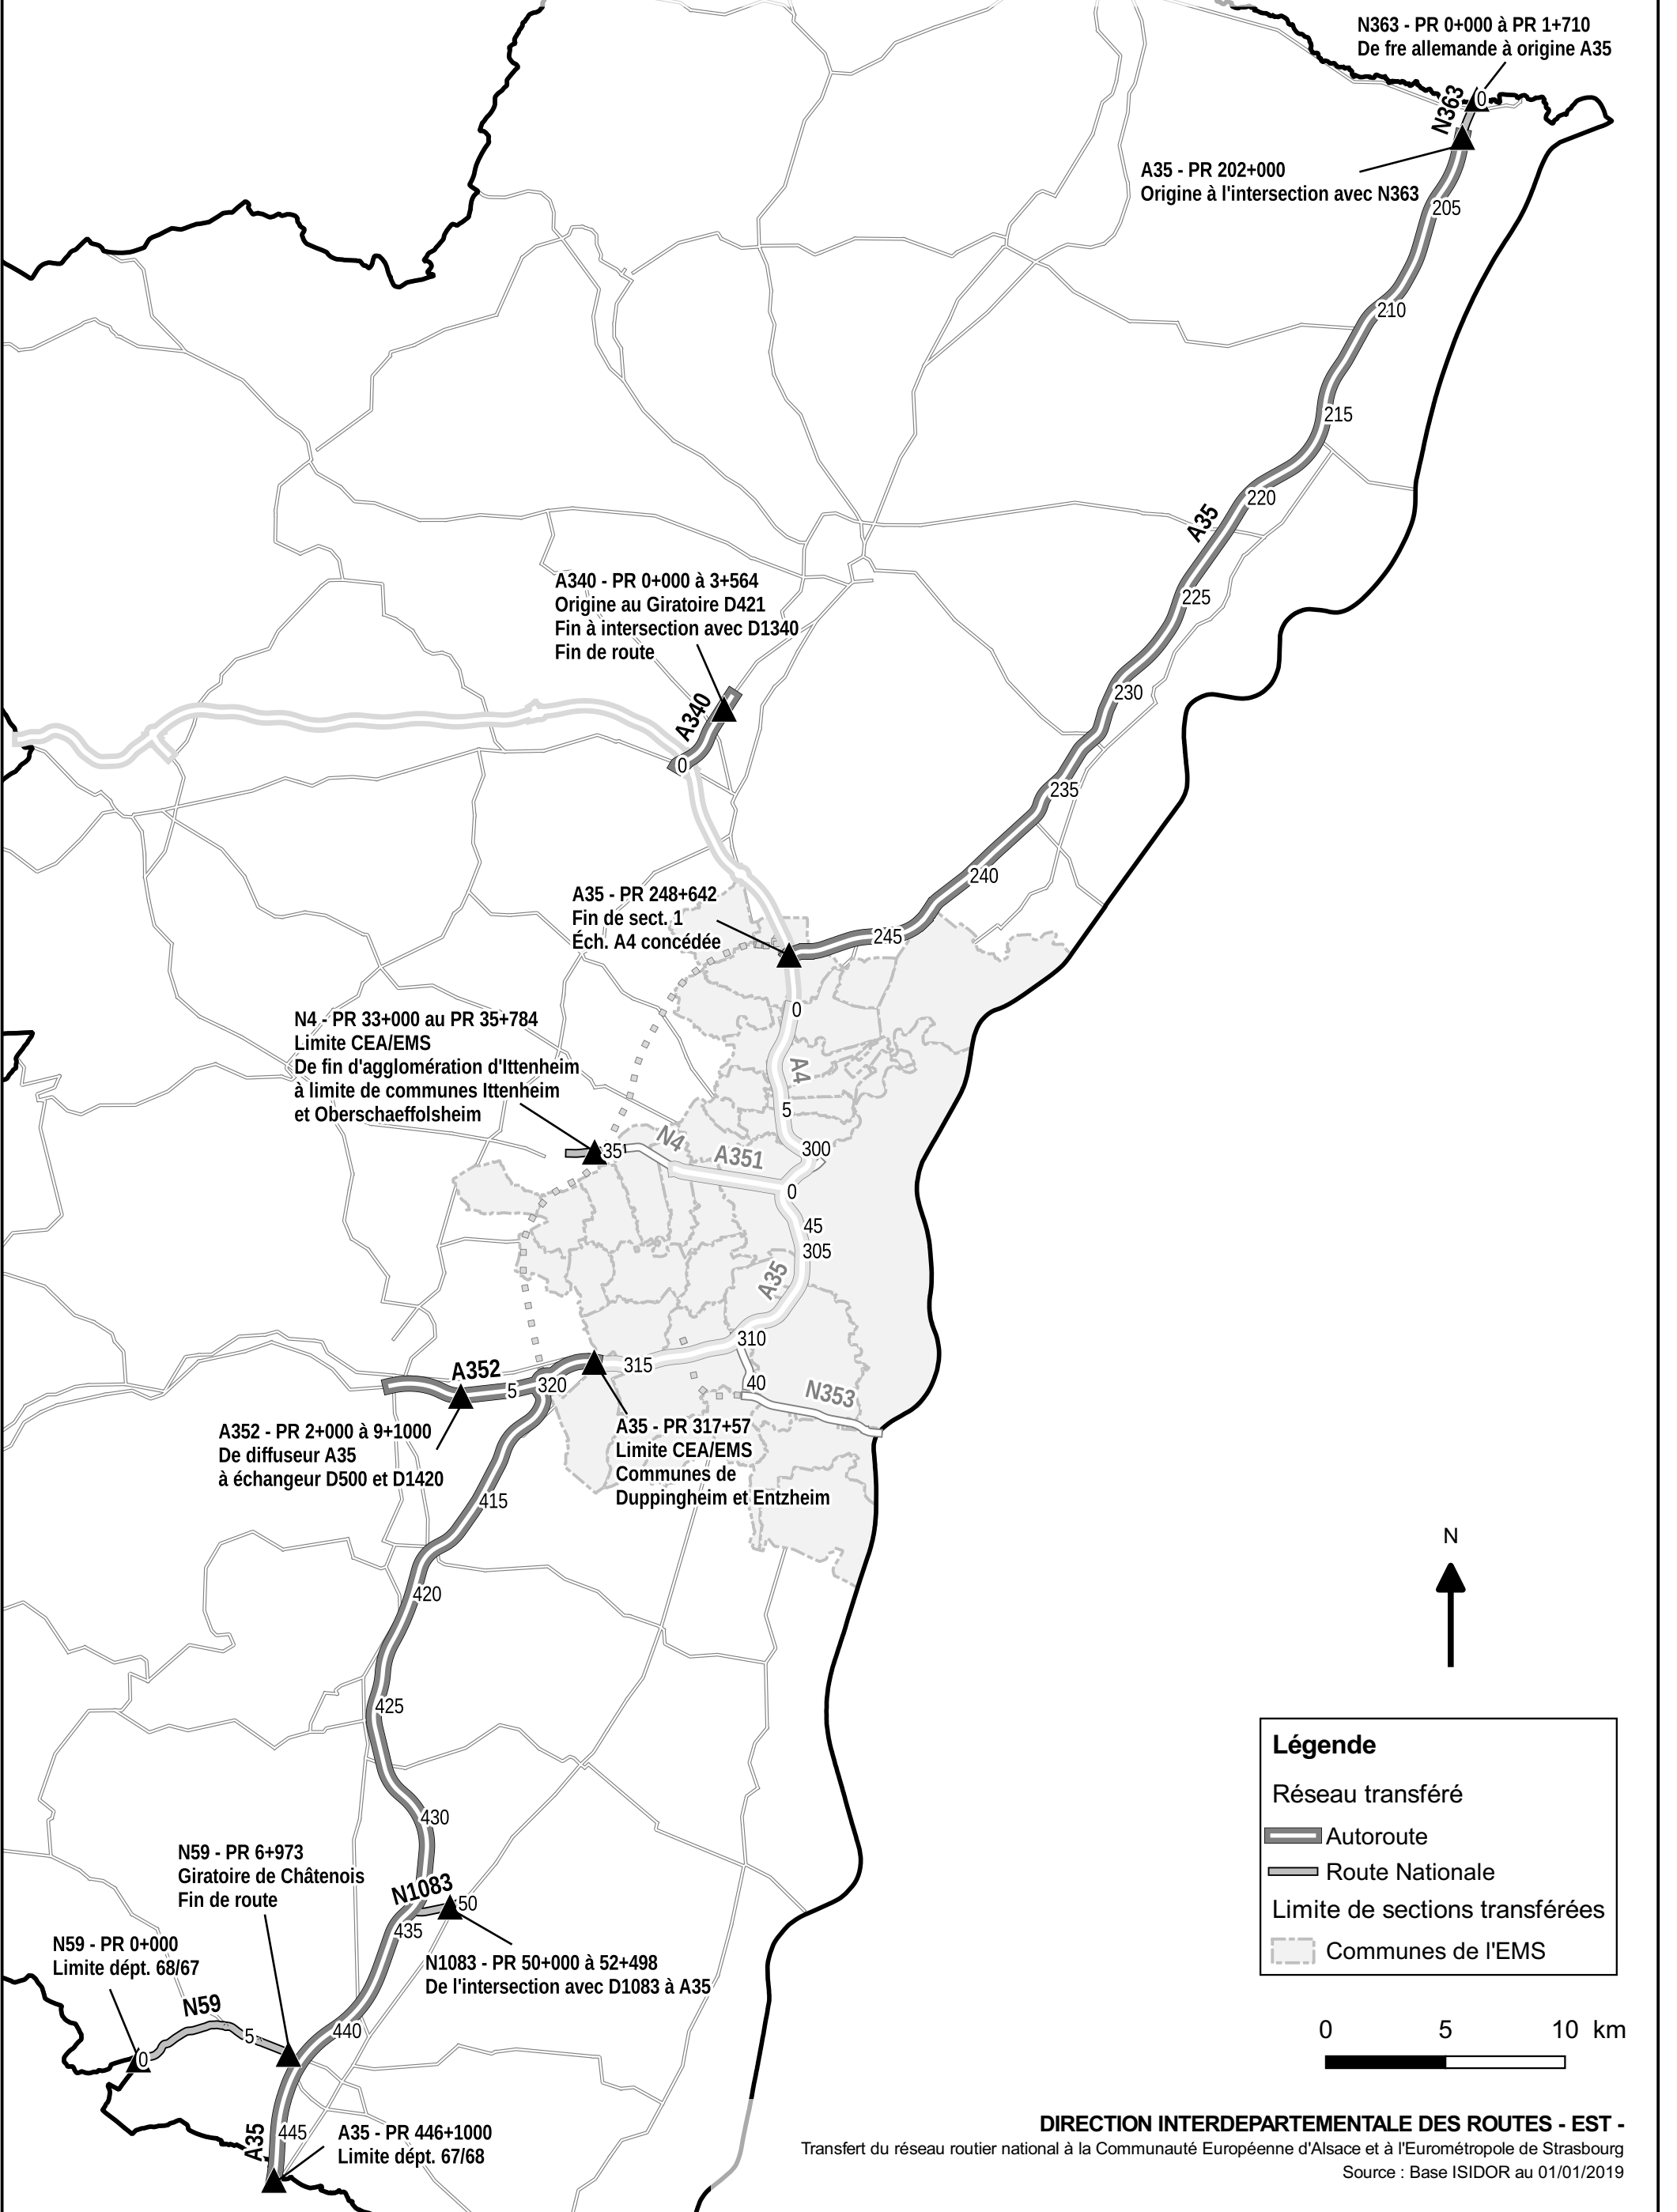 N363 - PR 0+000 à PR 1+710
De fre allemande à origine A35
0
N363
A35 - PR 202+000
Origine à l'intersection avec N363
205
210
215
220
A35
225
230
235
240
245
A340 - PR 0+000 à 3+564
Origine au Giratoire D421
Fin à intersection avec D1340
Fin de route
A340
0
A35 - PR 248+642
Fin de sect. 1
Éch. A4 concédée
0
A4
5
N4 - PR 33+000 au PR 35+784
Limite CEA/EMS
De fin d'agglomération d'Ittenheim
à limite de communes Ittenheim
et Oberschaeffolsheim
35
N4
A351
300
0
45
305
A35
310
315
40
N353
A352
5
320
A352 - PR 2+000 à 9+1000
De diffuseur A35
à échangeur D500 et D1420
A35 - PR 317+57
Limite CEA/EMS
Communes de
Duppingheim et Entzheim
415
420
425
430
N1083
50
435
N1083 - PR 50+000 à 52+498
De l'intersection avec D1083 à A35
N59 - PR 6+973
Giratoire de Châtenois
Fin de route
N59 - PR 0+000
Limite dépt. 68/67
N59
5
0
440
445
A35
A35 - PR 446+1000
Limite dépt. 67/68
N
Légende
Réseau transféré
Autoroute
Route Nationale
Limite de sections transférées
Communes de l'EMS
0 5 10 km
DIRECTION INTERDEPARTEMENTALE DES ROUTES - EST -
Transfert du réseau routier national à la Communauté Européenne d'Alsace et à l'Eurométropole de Strasbourg
Source : Base ISIDOR au 01/01/2019